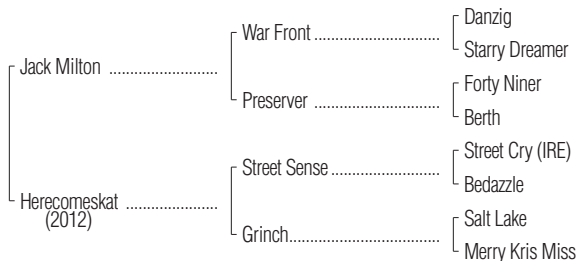 Danzig
War Front ........................................
Starry Dreamer
Jack Milton ..................................
Forty Niner
Preserver ........................................
Berth
Street Cry (IRE)
Street Sense ...................................
Bedazzle
Herecomeskat ............................
(2012)
Salt Lake
Grinch................................................
Merry Kris Miss